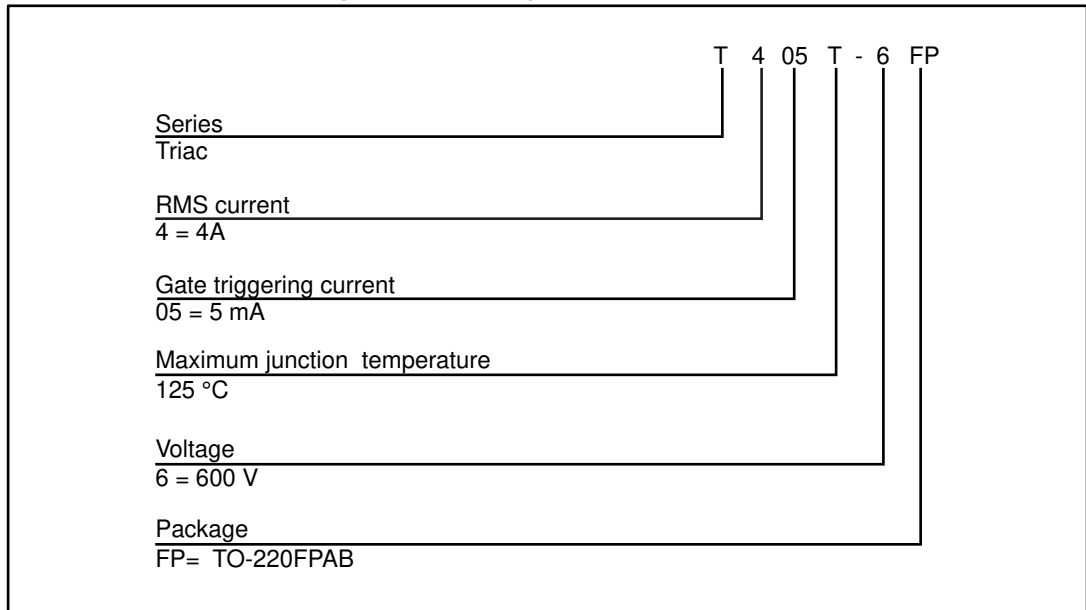 T 4 05 T - 6 FP
Series
Triac
RMS current
4 = 4A
Gate triggering current
05 = 5 mA
Maximum junction temperature
125 °C
Voltage
6 = 600 V
Package
FP= TO-220FPAB